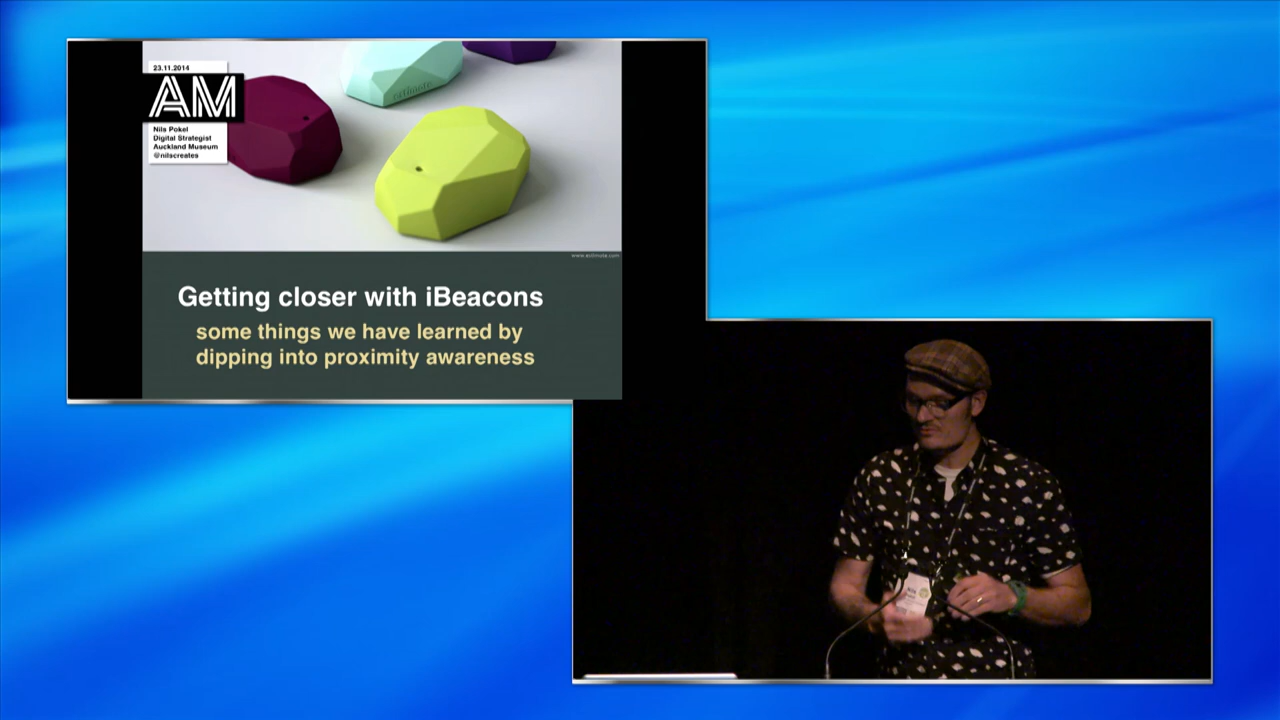 23.11.2014
AM
Nils Pokel
Digital Strategist
Auckland Museum
@nilscreates
estimote
www.estimote.com
Getting closer with iBeacons
some things we have learned by
dipping into proximity awareness